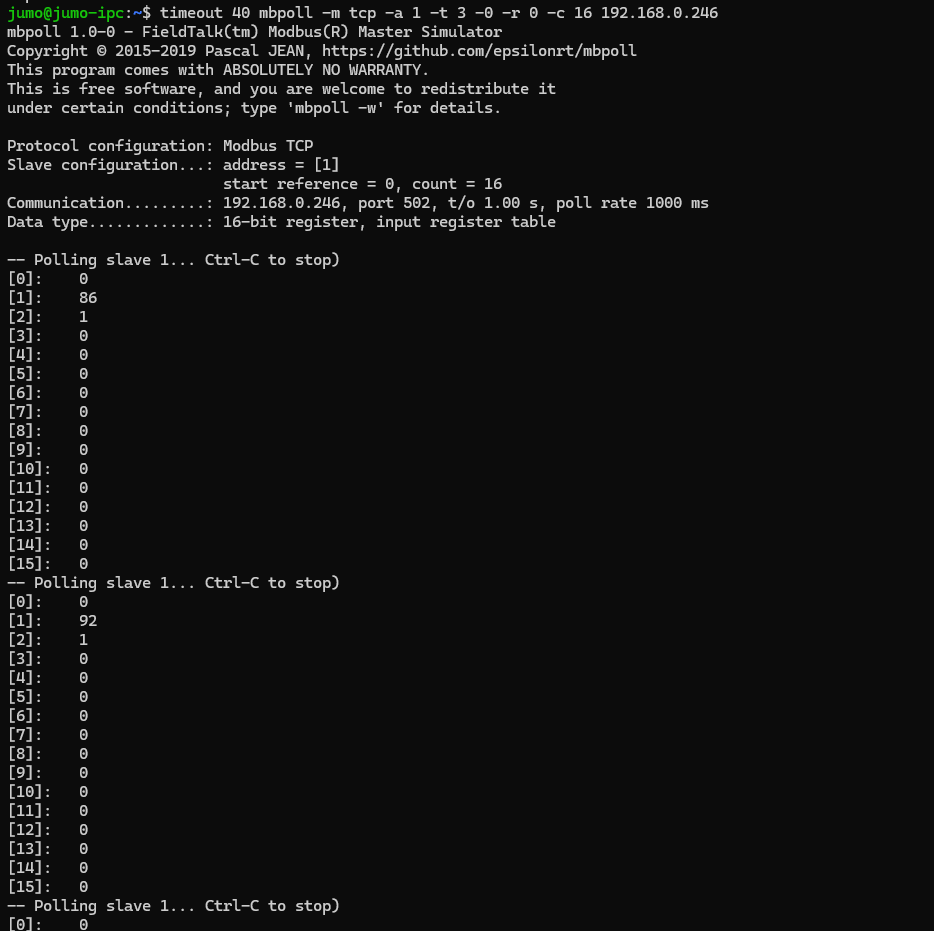 jumo@jumo-ipc:~$ timeout 40 mbpoll -m tcp -a 1 -t 3 -0 -r 0 -c 16 192.168.0.246
mbpoll 1.0-0 - FieldTalk(tm) Modbus(R) Master Simulator
Copyright © 2015-2019 Pascal JEAN, https://github.com/epsilonrt/mbpoll
This program comes with ABSOLUTELY NO WARRANTY.
This is free software, and you are welcome to redistribute it
under certain conditions; type 'mbpoll -w' for details.

Protocol configuration: Modbus TCP
Slave configuration...: address = [1]
                        start reference = 0, count = 16
Communication.........: 192.168.0.246, port 502, t/o 1.00 s, poll rate 1000 ms
Data type.............: 16-bit register, input register table

-- Polling slave 1... Ctrl-C to stop)
[0]:    0
[1]:    86
[2]:    1
[3]:    0
[4]:    0
[5]:    0
[6]:    0
[7]:    0
[8]:    0
[9]:    0
[10]:   0
[11]:   0
[12]:   0
[13]:   0
[14]:   0
[15]:   0
-- Polling slave 1... Ctrl-C to stop)
[0]:    0
[1]:    92
[2]:    1
[3]:    0
[4]:    0
[5]:    0
[6]:    0
[7]:    0
[8]:    0
[9]:    0
[10]:   0
[11]:   0
[12]:   0
[13]:   0
[14]:   0
[15]:   0
-- Polling slave 1... Ctrl-C to stop)
[0]:    0